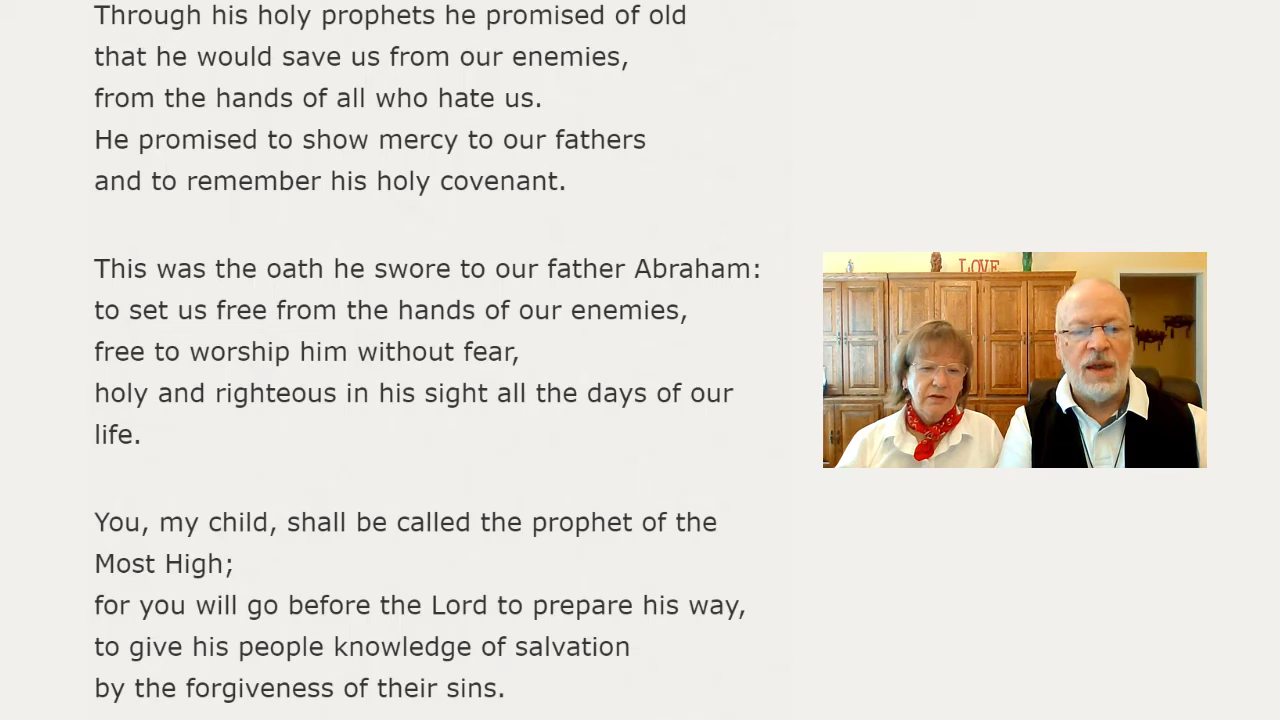 Through his holy prophets he promised of old
that he would save us from our enemies,
from the hands of all who hate us.
He promised to show mercy to our fathers
and to remember his holy covenant.
This was the oath he swore to our father Abraham:
to set us free from the hands of our enemies,
free to worship him without fear,
holy and righteous in his sight all the days of our
life.
You, my child, shall be called the prophet of the
Most High;
for you will go before the Lord to prepare his way,
to give his people knowledge of salvation
by the forgiveness of their sins.
LOVE